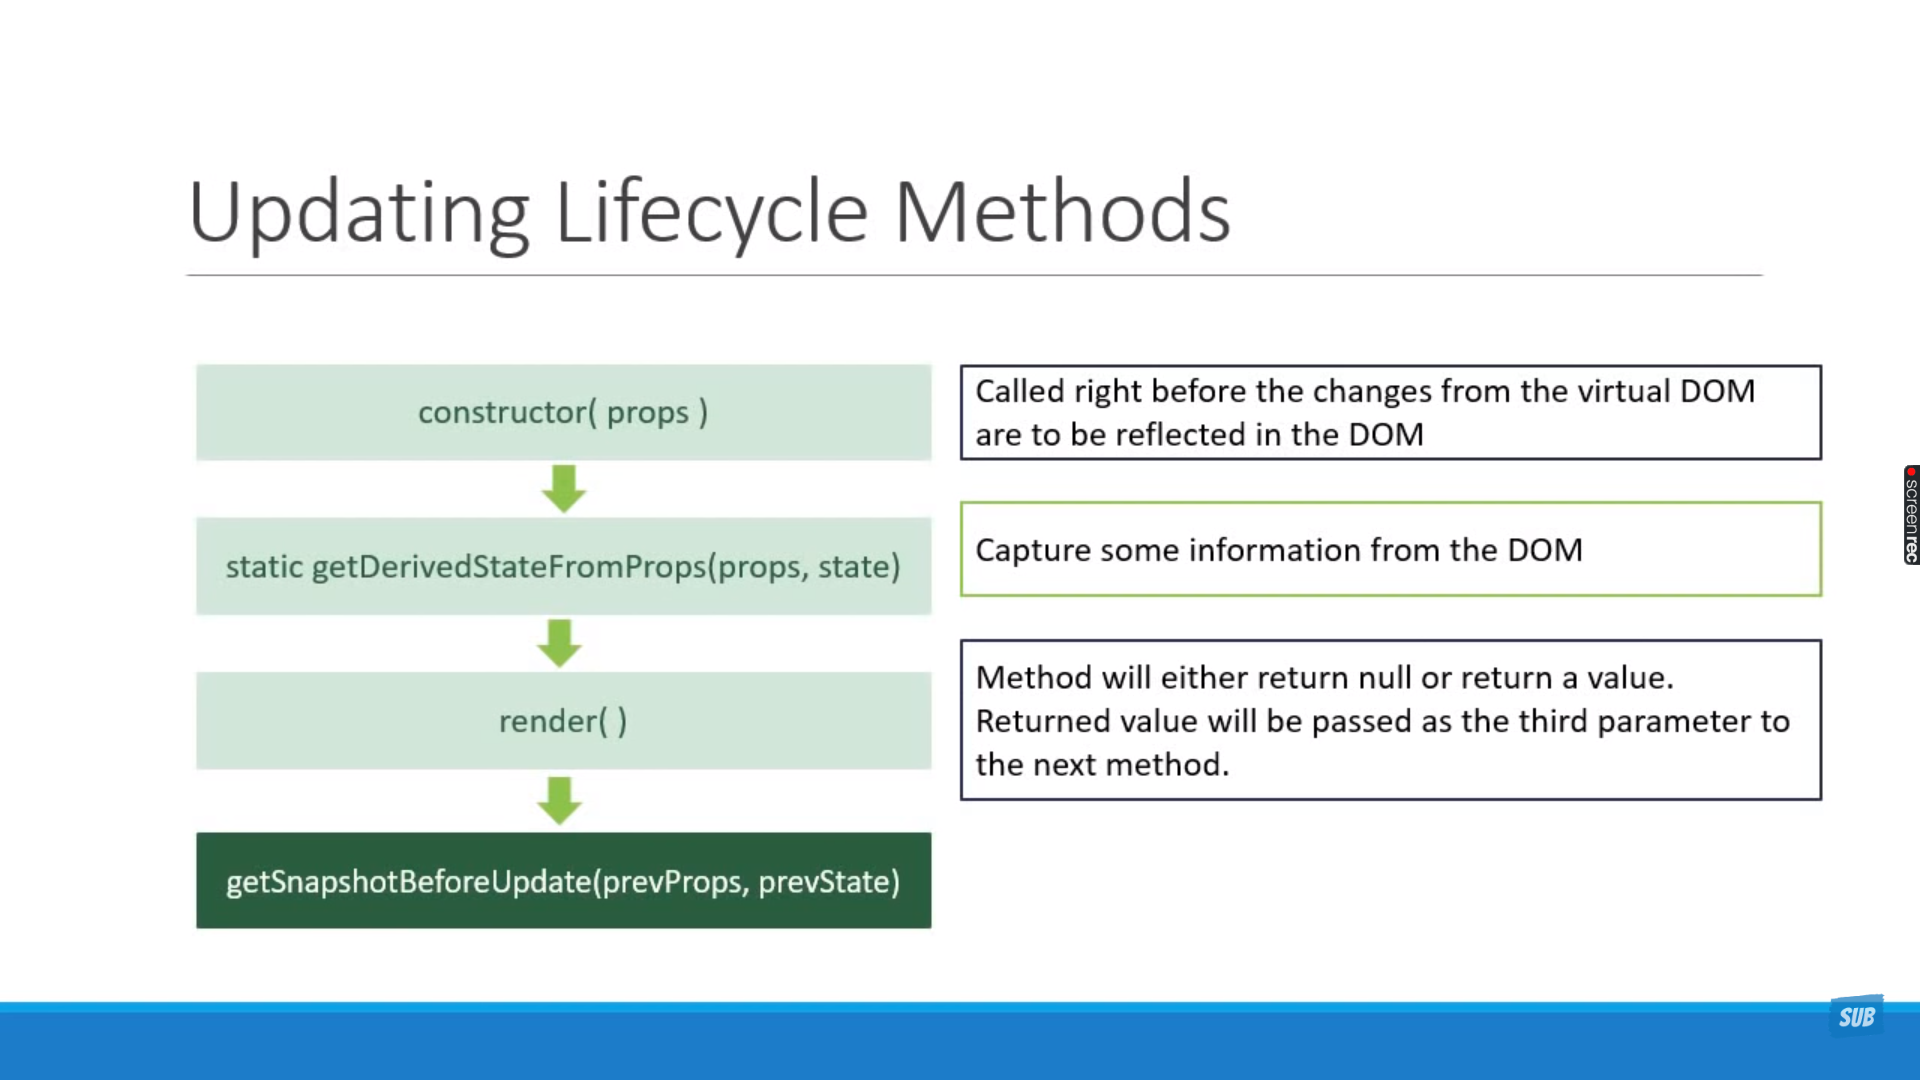 Updating Lifecycle Methods
constructor( props )
static getDerivedStateFromProps(props, state)
render( )
getSnapshotBeforeUpdate(prevProps, prevState)
Called right before the changes from the virtual DOM
are to be reflected in the DOM
Capture some information from the DOM
Method will either return null or return a value.
Returned value will be passed as the third parameter to
the next method.
screenrec
SUB